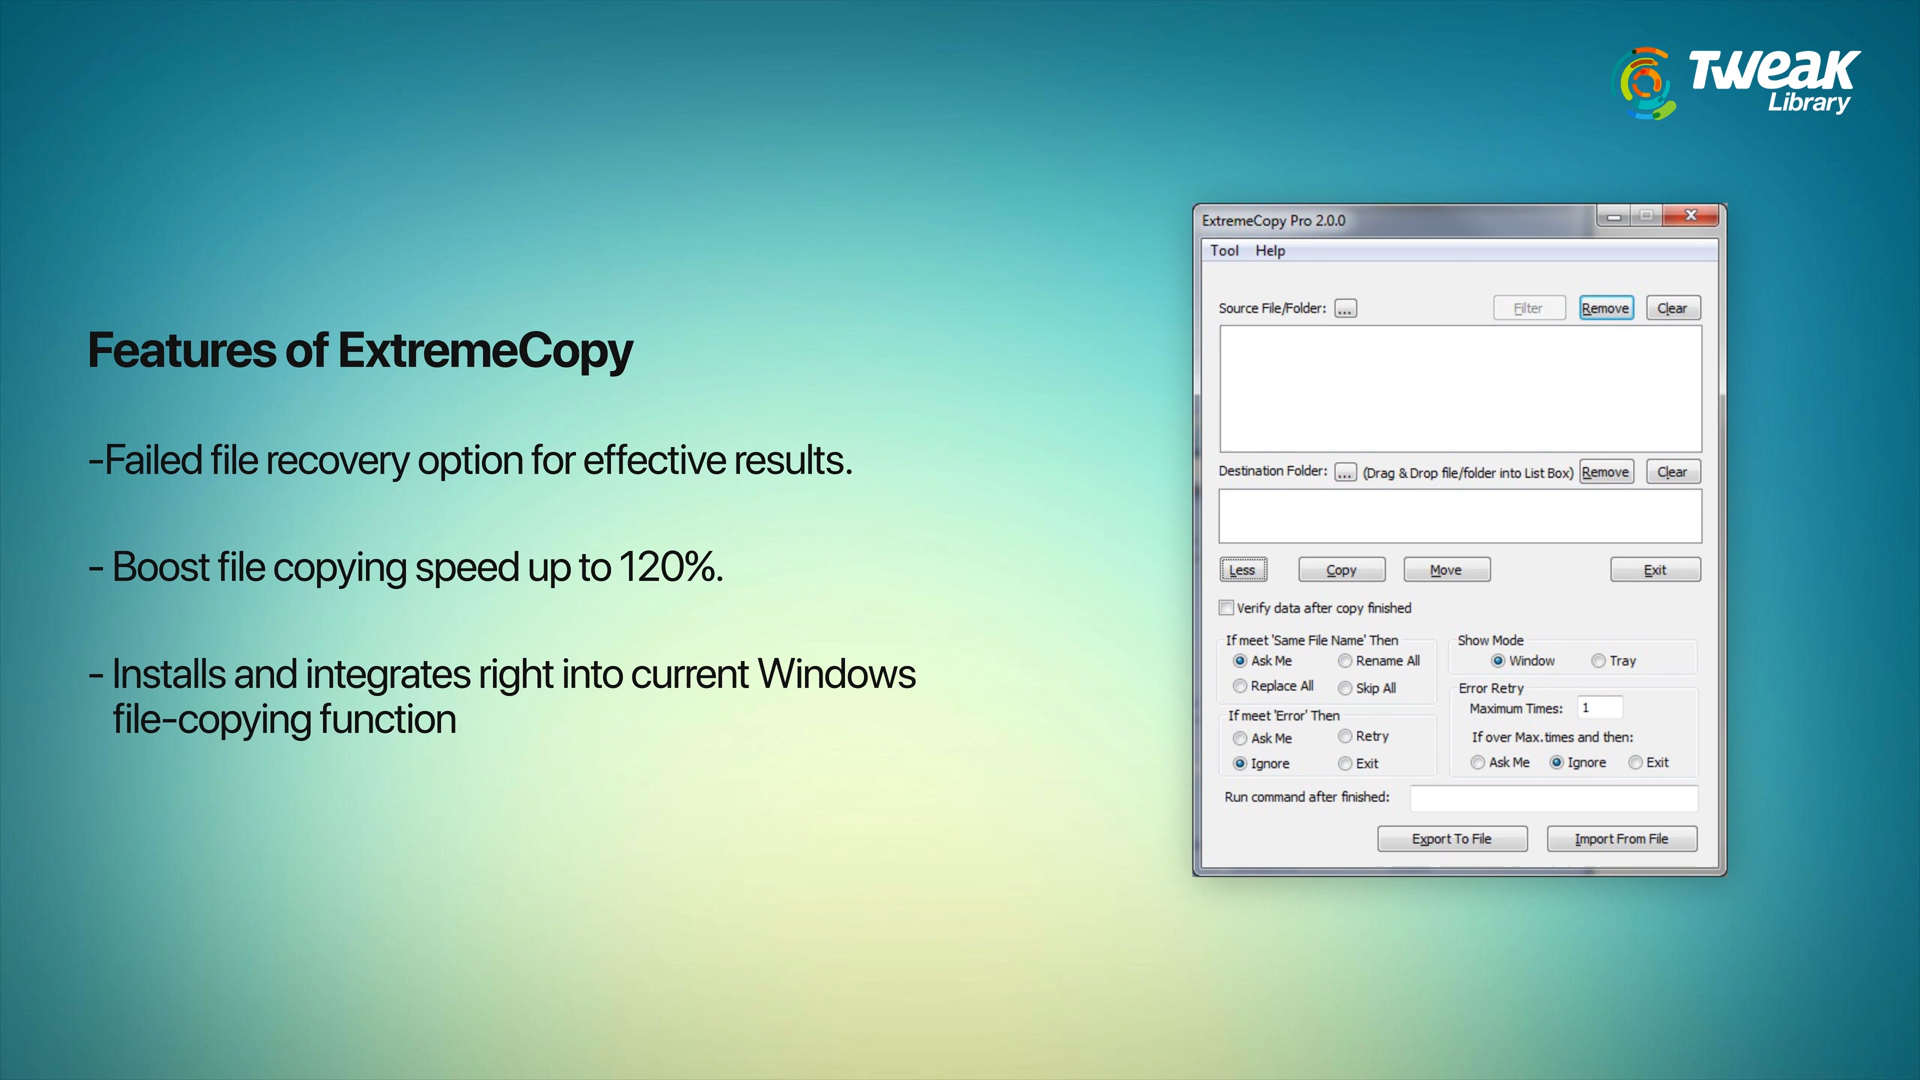 TWEAK
Library
Features of ExtremeCopy
-Failed file recovery option for effective results.
- Boost file copying speed up to 120%.
- Installs and integrates right into current Windows
file-copying function
ExtremeCopy Pro 2.0.0
Tool Help
Source File/Folder: ... Filter Remove Clear
Destination Folder: ... (Drag & Drop file/folder into List Box) Remove Clear
Less Copy Move Exit
Verify data after copy finished
If meet 'Same File Name' Then
Ask Me Rename All
Replace All Skip All
If meet 'Error' Then
Ask Me Retry
Ignore Exit
Show Mode
Window Tray
Error Retry
Maximum Times: 1
If over Max.times and then:
Ask Me Ignore Exit
Run command after finished:
Export To File Import From File